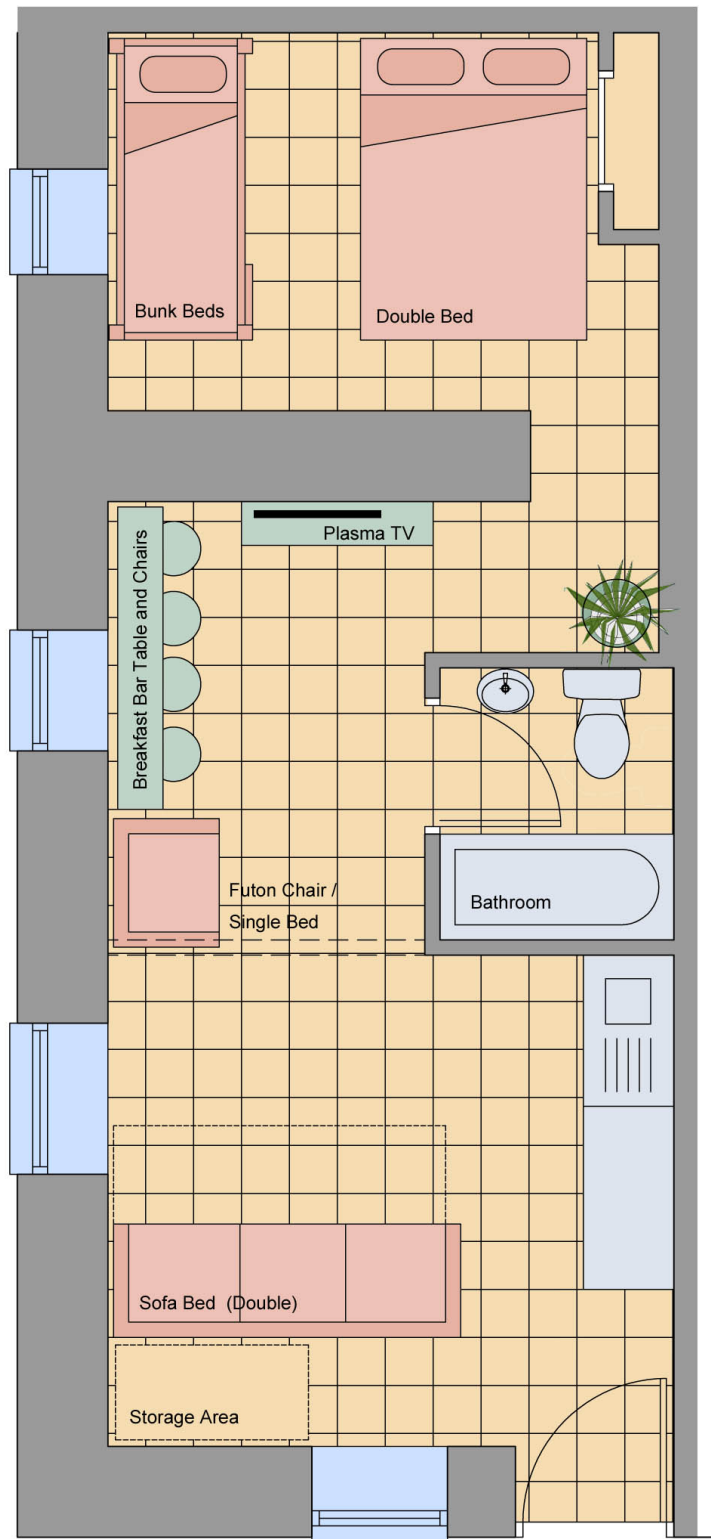 Bunk Beds
Double Bed
Plasma TV
Breakfast Bar Table and Chairs
Futon Chair /
Single Bed
Bathroom
Sofa Bed (Double)
Storage Area